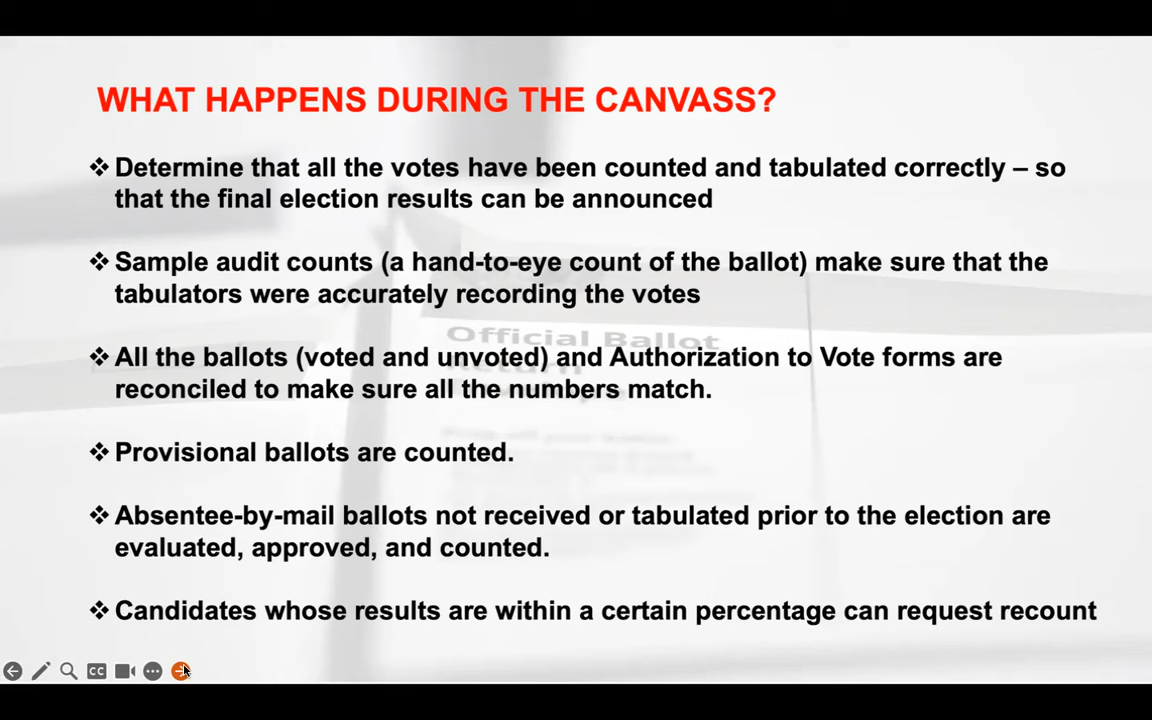 WHAT HAPPENS DURING THE CANVASS?
❖ Determine that all the votes have been counted and tabulated correctly – so
that the final election results can be announced
❖ Sample audit counts (a hand-to-eye count of the ballot) make sure that the
tabulators were accurately recording the votes
Official Ballot
Return
❖ All the ballots (voted and unvoted) and Authorization to Vote forms are
reconciled to make sure all the numbers match.
❖ Provisional ballots are counted.
❖ Absentee-by-mail ballots not received or tabulated prior to the election are
evaluated, approved, and counted.
❖ Candidates whose results are within a certain percentage can request recount
CC